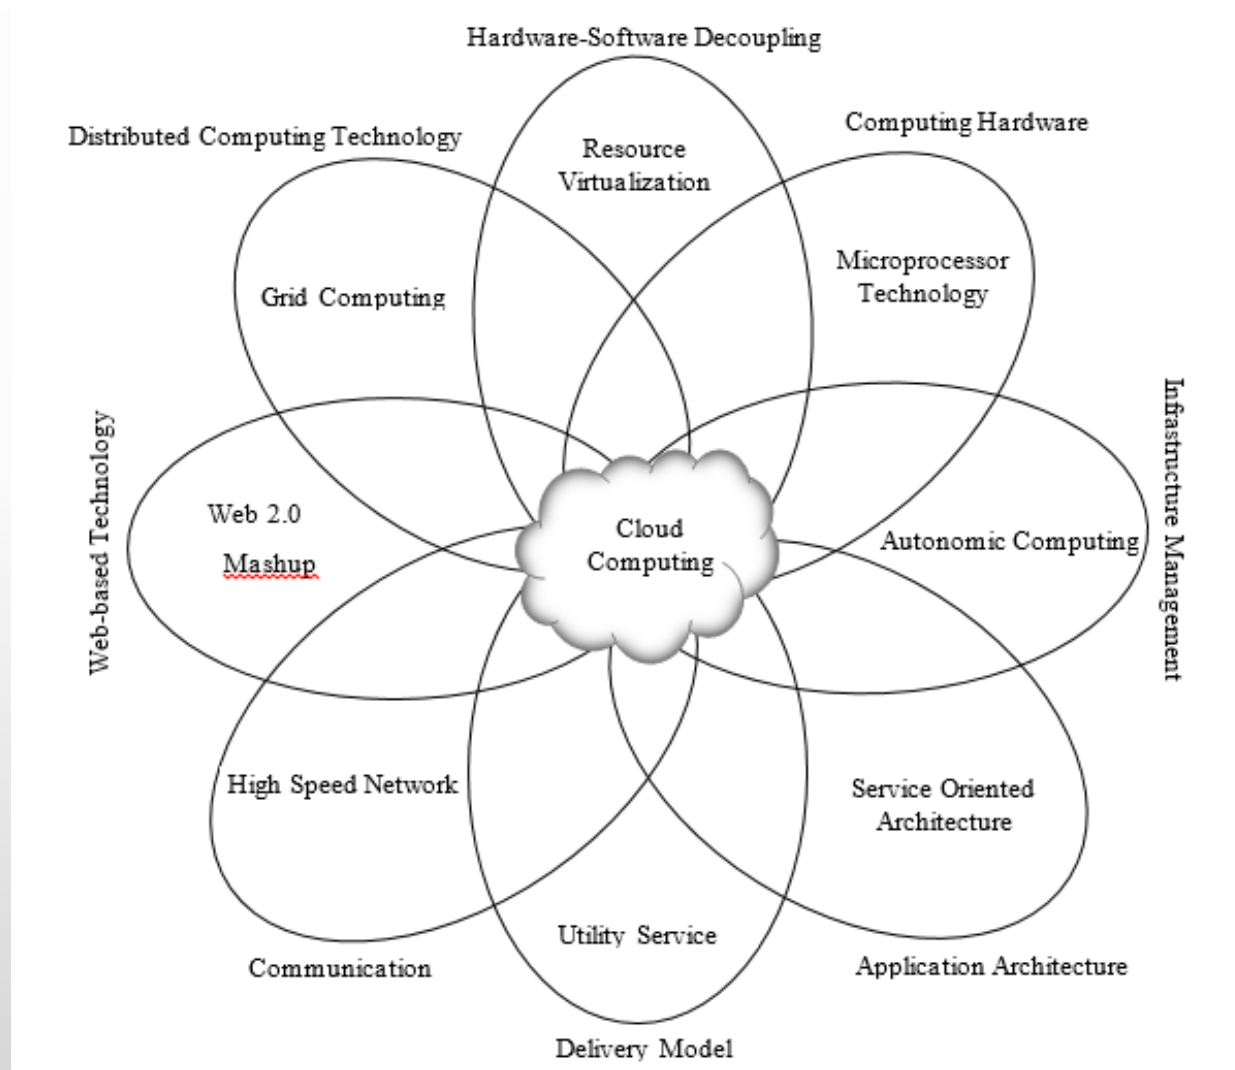 Hardware-Software Decoupling
Computing Hardware
Distributed Computing Technology
Resource
Virtualization
Microprocessor
Technology
Grid Computing
Web-based Technology
Infrastructure Management
Web 2.0
Mashup
Cloud
Computing
Autonomic Computing
High Speed Network
Service Oriented
Architecture
Utility Service
Communication
Application Architecture
Delivery Model